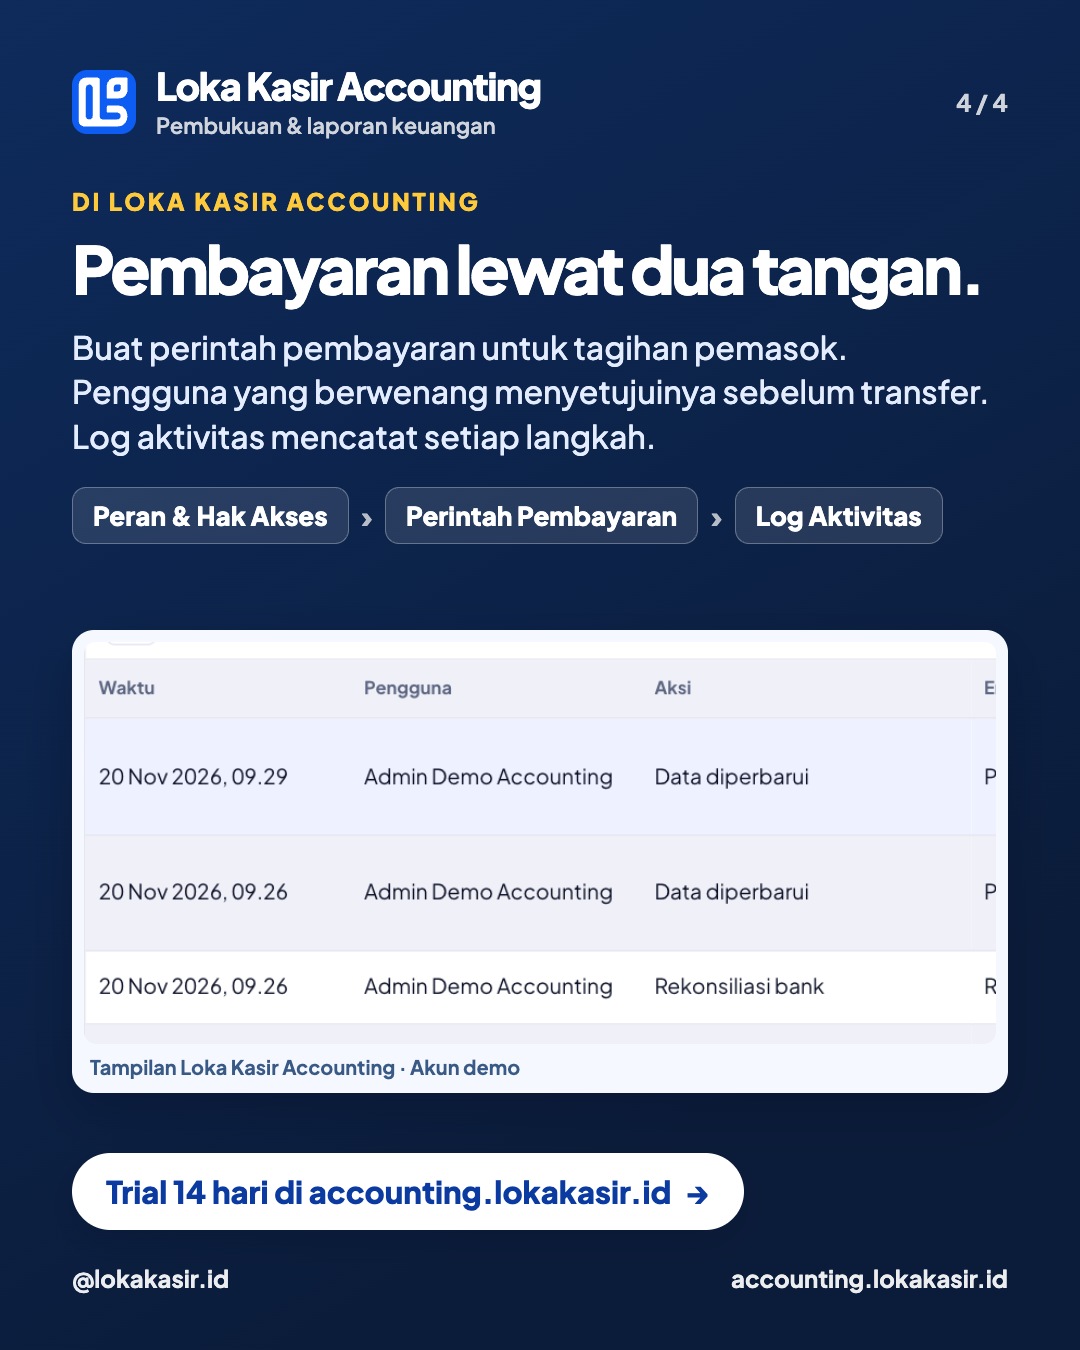 Loka Kasir Accounting
Pembukuan & laporan keuangan
4 / 4
DI LOKA KASIR ACCOUNTING
Pembayaran lewat dua tangan.
Buat perintah pembayaran untuk tagihan pemasok.
Pengguna yang berwenang menyetujuinya sebelum transfer.
Log aktivitas mencatat setiap langkah.
Peran & Hak Akses › Perintah Pembayaran › Log Aktivitas
Waktu Pengguna Aksi
20 Nov 2026, 09.29 Admin Demo Accounting Data diperbarui P
20 Nov 2026, 09.26 Admin Demo Accounting Data diperbarui P
20 Nov 2026, 09.26 Admin Demo Accounting Rekonsiliasi bank R
Tampilan Loka Kasir Accounting · Akun demo
Trial 14 hari di accounting.lokakasir.id →
@lokakasir.id
accounting.lokakasir.id